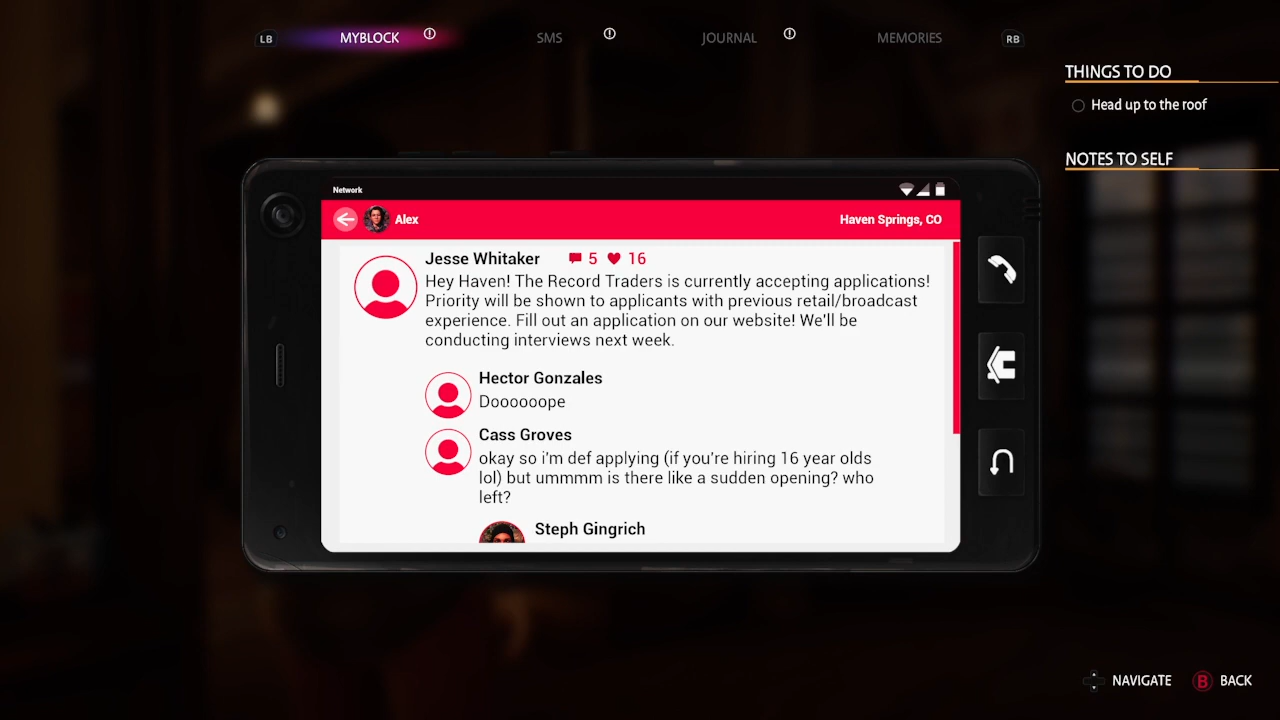 LB MYBLOCK SMS JOURNAL MEMORIES RB
THINGS TO DO
Head up to the roof
NOTES TO SELF
Network
Alex Haven Springs, CO
Jesse Whitaker 5 16
Hey Haven! The Record Traders is currently accepting applications!
Priority will be shown to applicants with previous retail/broadcast
experience. Fill out an application on our website! We'll be
conducting interviews next week.
Hector Gonzales
Doooooope
Cass Groves
okay so i'm def applying (if you're hiring 16 year olds
lol) but ummmm is there like a sudden opening? who
left?
Steph Gingrich
NAVIGATE B BACK